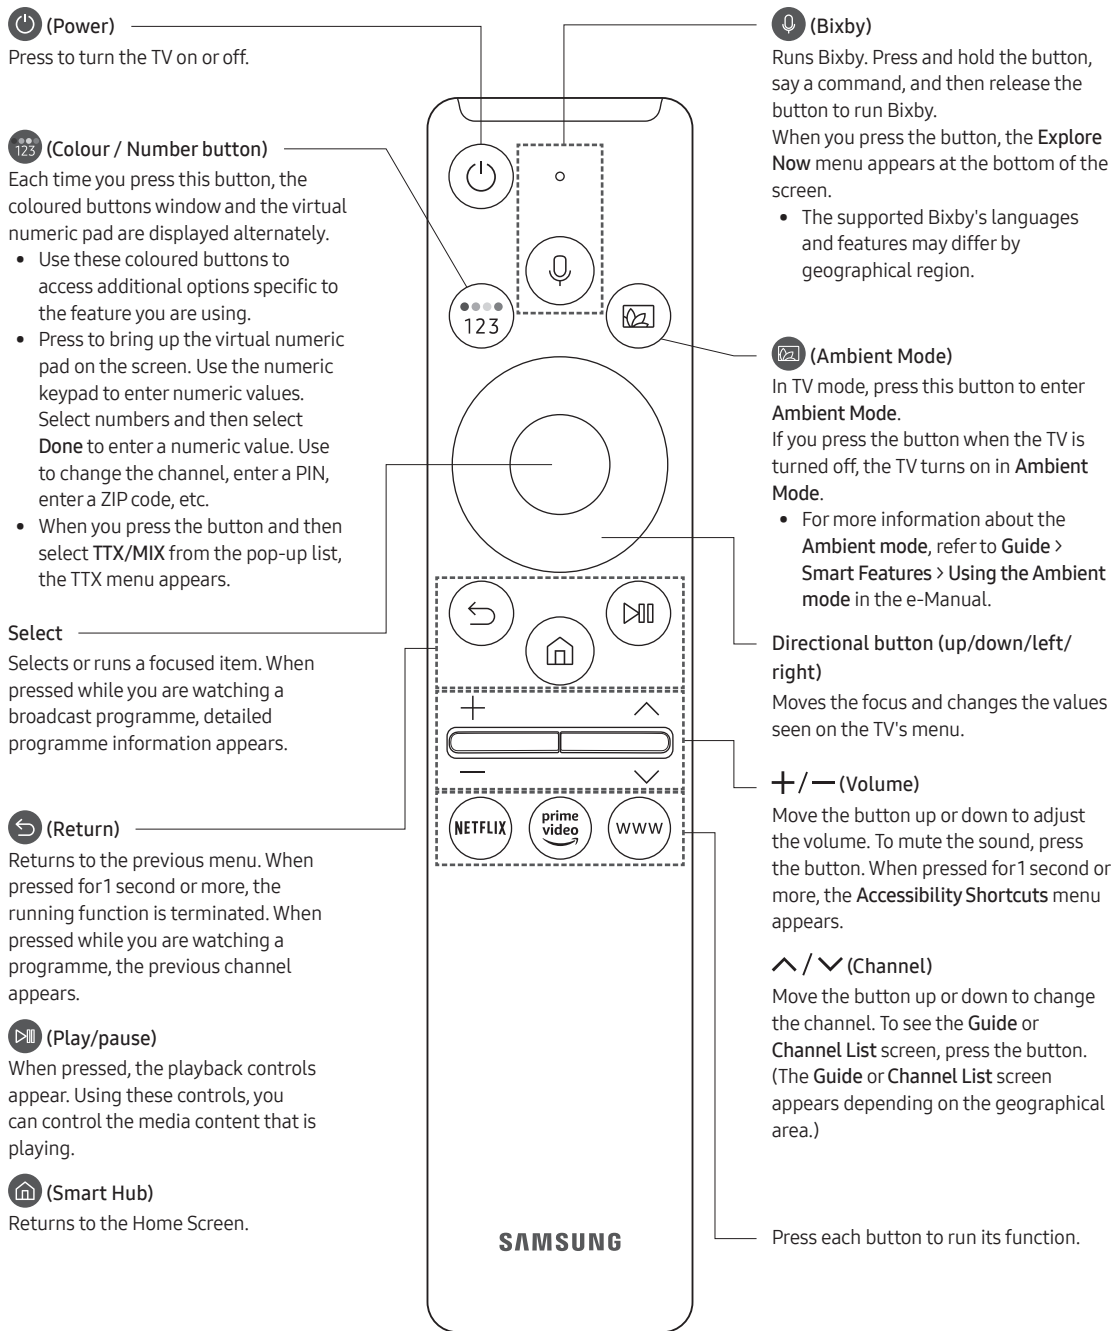 (Power)
Press to turn the TV on or off.
123 (Colour / Number button)
Each time you press this button, the
coloured buttons window and the virtual
numeric pad are displayed alternately.
• Use these coloured buttons to
access additional options specific to
the feature you are using.
• Press to bring up the virtual numeric
pad on the screen. Use the numeric
keypad to enter numeric values.
Select numbers and then select
Done to enter a numeric value. Use
to change the channel, enter a PIN,
enter a ZIP code, etc.
• When you press the button and then
select TTX/MIX from the pop-up list,
the TTX menu appears.
Select
Selects or runs a focused item. When
pressed while you are watching a
broadcast programme, detailed
programme information appears.
(Return)
Returns to the previous menu. When
pressed for 1 second or more, the
running function is terminated. When
pressed while you are watching a
programme, the previous channel
appears.
(Play/pause)
When pressed, the playback controls
appear. Using these controls, you
can control the media content that is
playing.
(Smart Hub)
Returns to the Home Screen.
123
NETFLIX
prime
video
www
SAMSUNG
(Bixby)
Runs Bixby. Press and hold the button,
say a command, and then release the
button to run Bixby.
When you press the button, the Explore
Now menu appears at the bottom of the
screen.
• The supported Bixby's languages
and features may differ by
geographical region.
(Ambient Mode)
In TV mode, press this button to enter
Ambient Mode.
If you press the button when the TV is
turned off, the TV turns on in Ambient
Mode.
• For more information about the
Ambient mode, refer to Guide >
Smart Features > Using the Ambient
mode in the e-Manual.
Directional button (up/down/left/
right)
Moves the focus and changes the values
seen on the TV's menu.
+ / — (Volume)
Move the button up or down to adjust
the volume. To mute the sound, press
the button. When pressed for 1 second or
more, the Accessibility Shortcuts menu
appears.
/ (Channel)
Move the button up or down to change
the channel. To see the Guide or
Channel List screen, press the button.
(The Guide or Channel List screen
appears depending on the geographical
area.)
Press each button to run its function.